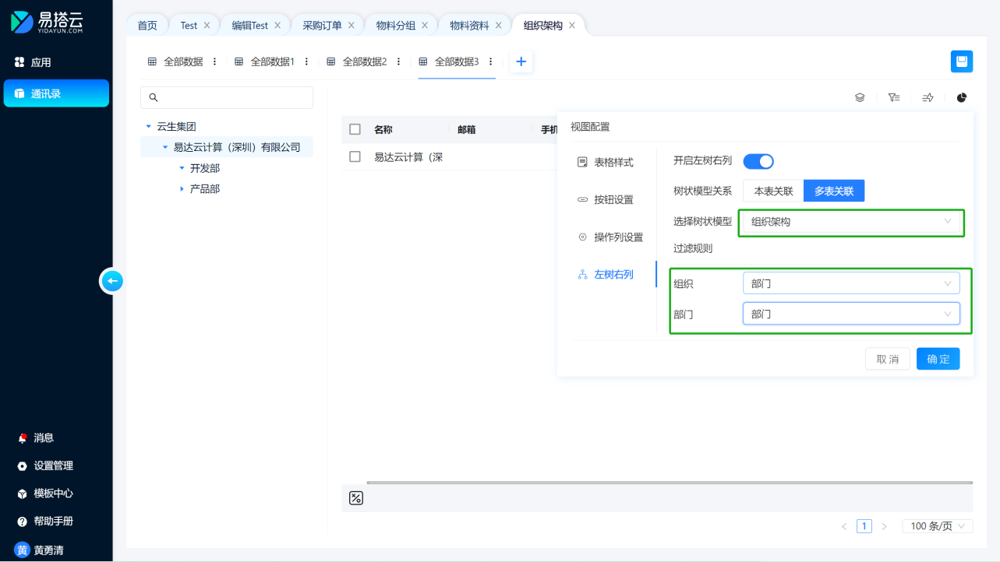 易搭云
YIDAYUN.COM
应用
通讯录
消息
设置管理
模板中心
帮助手册
黄 黄勇清
首页 Test 编辑Test 采购订单 物料分组 物料资料 组织架构
全部数据 全部数据1 全部数据2 全部数据3
云生集团
易达云计算（深圳）有限公司
开发部
产品部
名称 邮箱 手机
易达云计算（深
视图配置
表格样式
按钮设置
操作列设置
左树右列
开启左树右列
树状模型关系 本表关联 多表关联
选择树状模型 组织架构
过滤规则
组织 部门
部门 部门
取 消 确 定
1 100 条/页